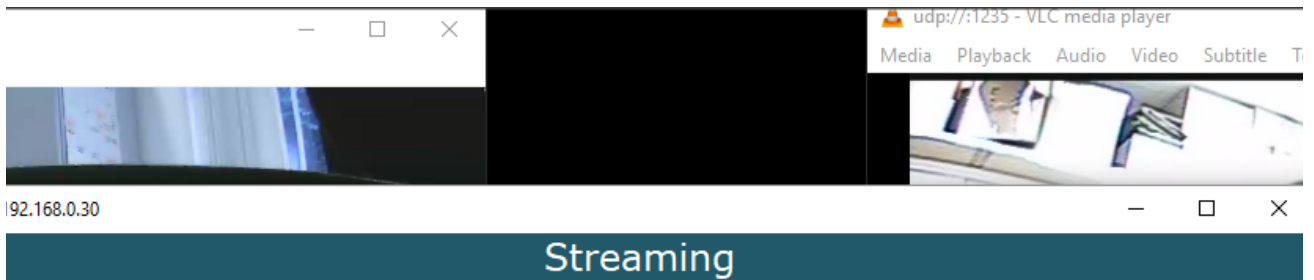 udp://:1235 - VLC media player
Media Playback Audio Video Subtitle
192.168.0.30
Streaming